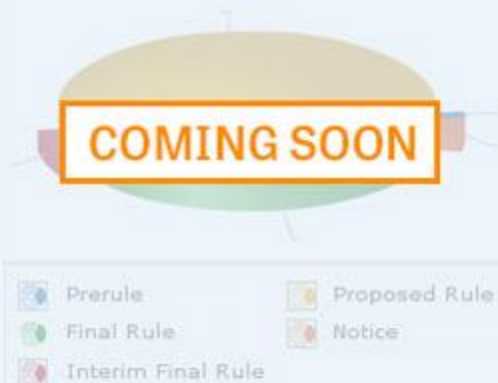 COMING SOON
Prerule
Proposed Rule
Final Rule
Notice
Interim Final Rule